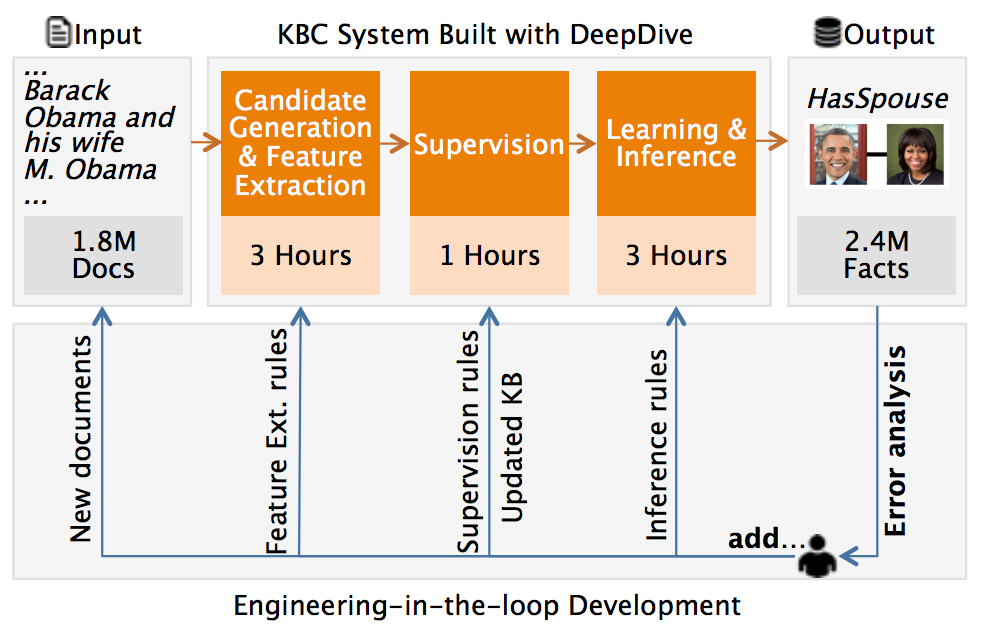 Input
KBC System Built with DeepDive
Output
...
Barack
Obama and
his wife
M. Obama
...
1.8M
Docs
Candidate
Generation
& Feature
Extraction
3 Hours
Supervision
1 Hours
Learning &
Inference
3 Hours
HasSpouse
2.4M
Facts
New documents
Feature Ext. rules
Supervision rules
Updated KB
Inference rules
Error analysis
add...
Engineering-in-the-loop Development